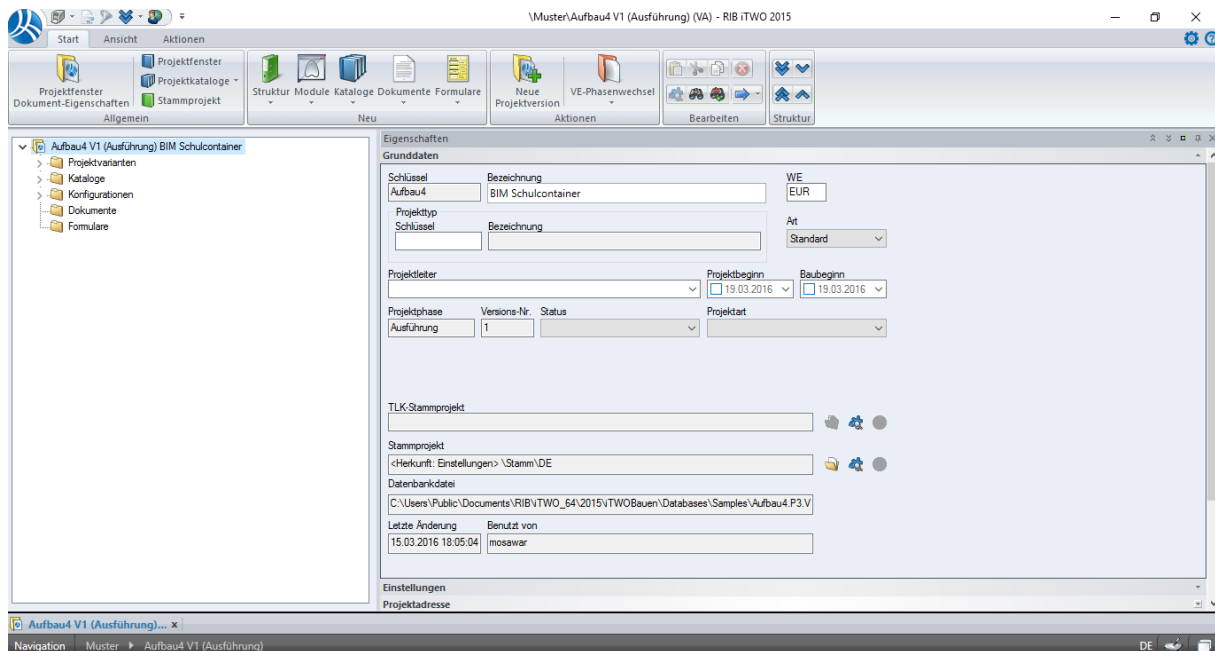 \Muster\Aufbau4 V1 (Ausführung) (VA) - RIB iTWO 2015
Start Ansicht Aktionen
Projektfenster
Dokument-Eigenschaften
Projektfenster
Projektkataloge
Stammprojekt
Allgemein
Struktur Module Kataloge Dokumente Formulare
Neu
Neue
Projektversion
VE-Phasenwechsel
Aktionen
Bearbeiten
Struktur
Aufbau4 V1 (Ausführung) BIM Schulcontainer
Projektvarianten
Kataloge
Konfigurationen
Dokumente
Formulare
Eigenschaften
Grunddaten
Schlüssel Bezeichnung WE
Aufbau4 BIM Schulcontainer EUR
Projekttyp
Schlüssel Bezeichnung
Art
Standard
Projektleiter Projektbeginn Baubeginn
19.03.2016 19.03.2016
Projektphase Versions-Nr. Status Projektart
Ausführung 1
TLK-Stammprojekt
Stammprojekt
<Herkunft: Einstellungen> \Stamm\DE
Datenbankdatei
C:\Users\Public\Documents\RIB\iTWO_64\2015\iTWOBauen\Databases\Samples\Aufbau4.P3.V
Letzte Änderung Benutzt von
15.03.2016 18:05:04 mosawar
Einstellungen
Projektadresse
Aufbau4 V1 (Ausführung)... x
Navigation Muster Aufbau4 V1 (Ausführung) DE